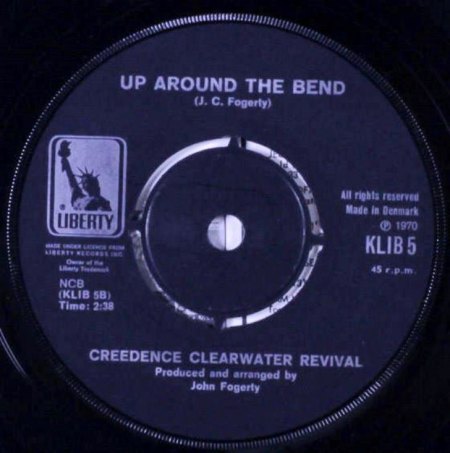 UP AROUND THE BEND
(J. C. Fogerty)
®
LIBERTY
MADE UNDER LICENCE FROM
LIBERTY RECORDS INC.
Owner of the
Liberty Trademark
NCB
(KLIB 5B)
Time: 2:38
All rights reserved
Made in Denmark
℗ 1970
KLIB 5
45 r.p.m.
CREEDENCE CLEARWATER REVIVAL
Produced and arranged by
John Fogerty